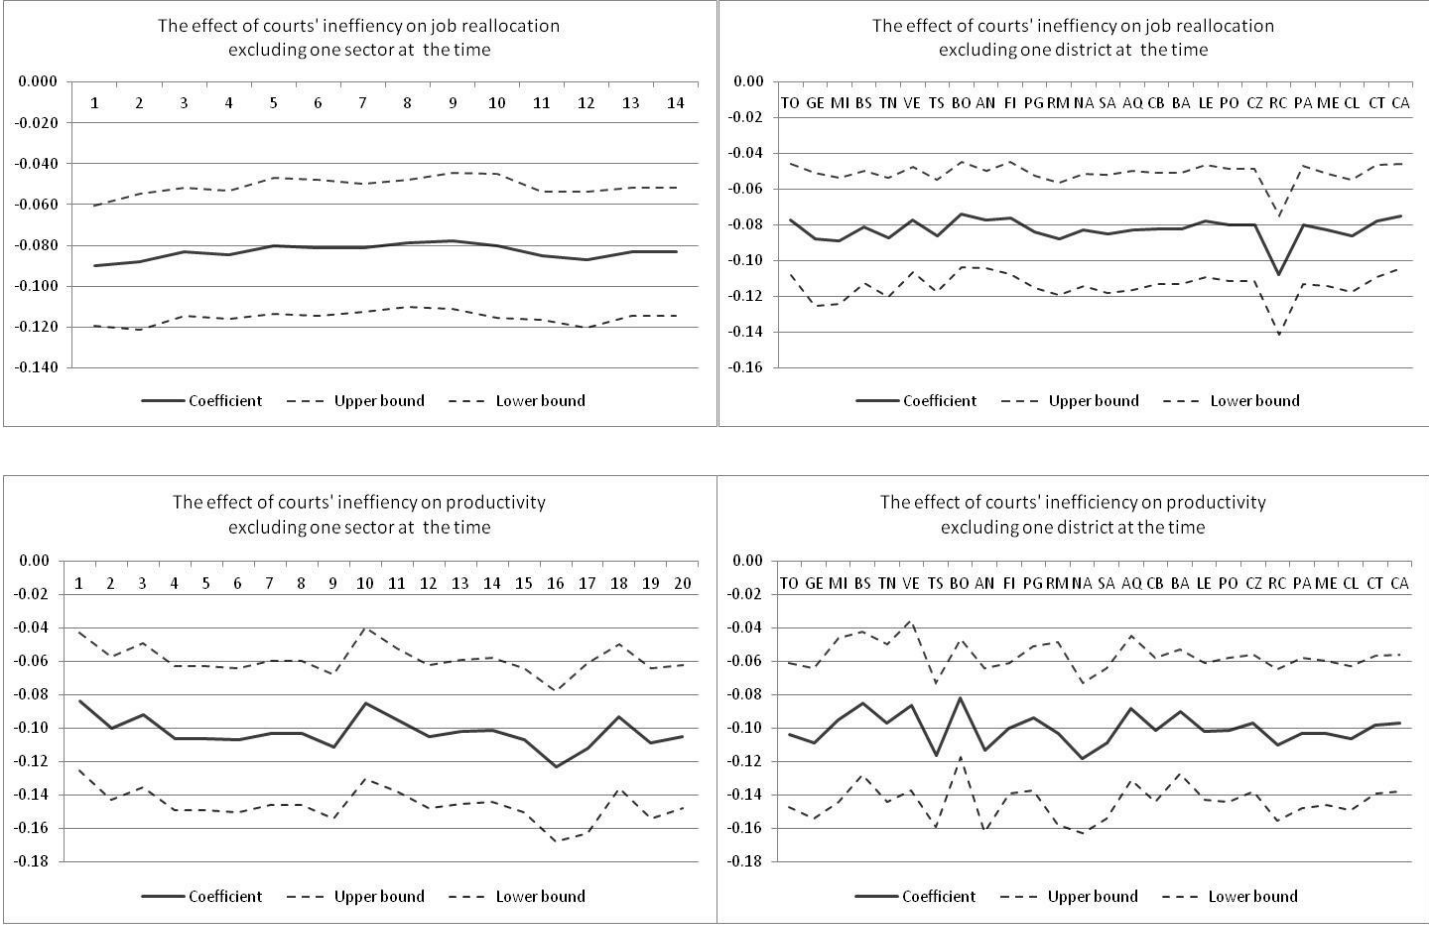 The effect of courts' ineffiency on job reallocation
excluding one sector at the time
0.000
1 2 3 4 5 6 7 8 9 10 11 12 13 14
-0.020
-0.040
-0.060
-0.080
-0.100
-0.120
-0.140
Coefficient Upper bound Lower bound
The effect of courts' ineffiency on job reallocation
excluding one district at the time
0.00
TO GE MI BS TN VE TS BO AN FI PG RM NA SA AQ CB BA LE PO CZ RC PA ME CL CT CA
-0.02
-0.04
-0.06
-0.08
-0.10
-0.12
-0.14
-0.16
Coefficient Upper bound Lower bound
The effect of courts' ineffiency on productivity
excluding one sector at the time
0.00
1 2 3 4 5 6 7 8 9 10 11 12 13 14 15 16 17 18 19 20
-0.02
-0.04
-0.06
-0.08
-0.10
-0.12
-0.14
-0.16
-0.18
Coefficient Upper bound Lower bound
The effect of courts' inefficiency on productivity
excluding one district at the time
0.00
TO GE MI BS TN VE TS BO AN FI PG RM NA SA AQ CB BA LE PO CZ RC PA ME CL CT CA
-0.02
-0.04
-0.06
-0.08
-0.10
-0.12
-0.14
-0.16
-0.18
Coefficient Upper bound Lower bound